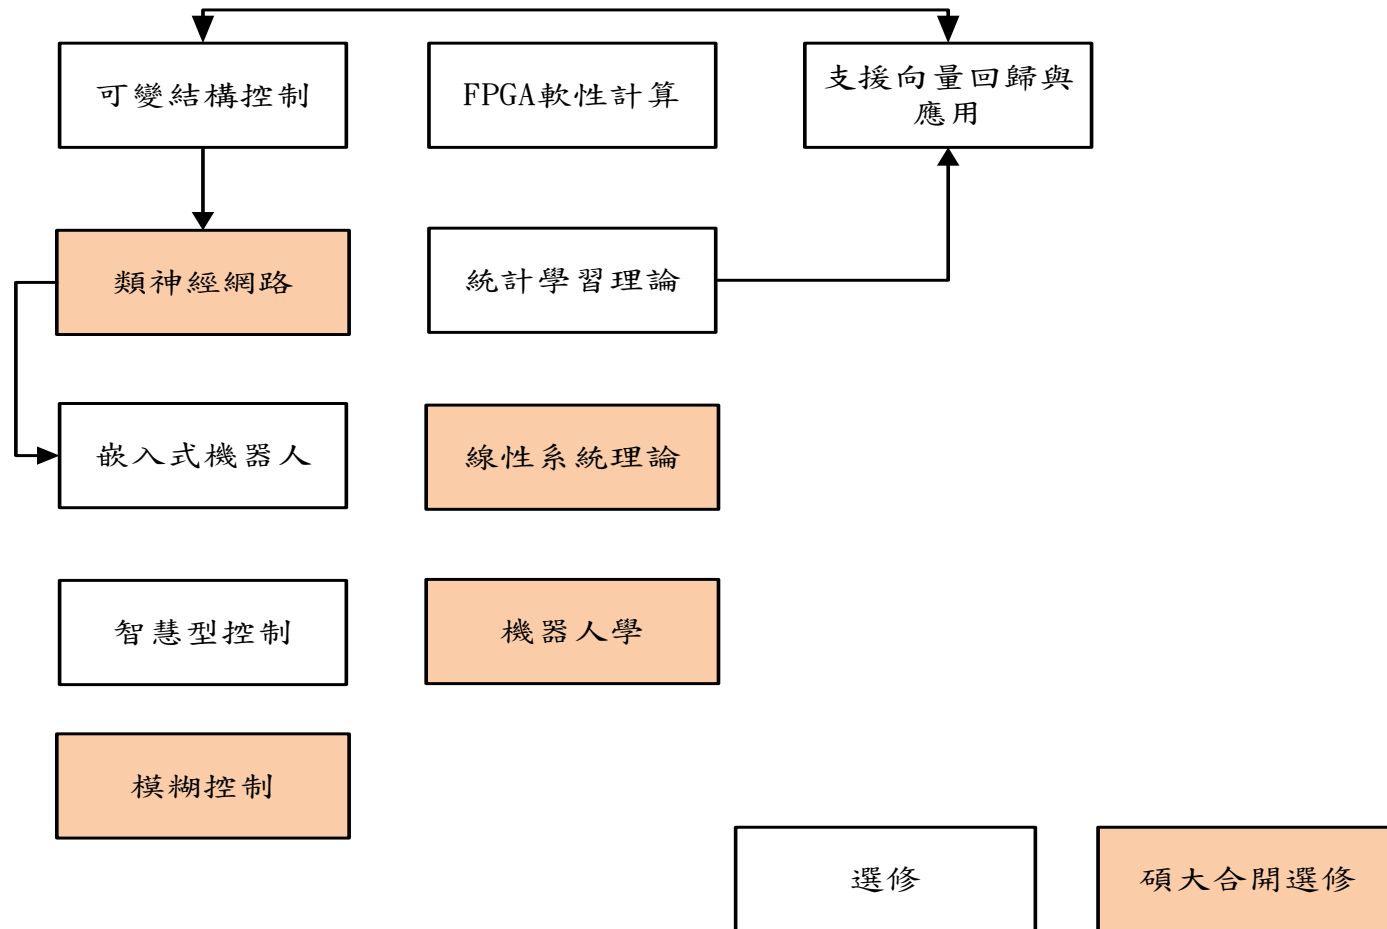 可變結構控制
FPGA軟性計算
支援向量回歸與
應用
類神經網路
統計學習理論
嵌入式機器人
線性系統理論
智慧型控制
機器人學
模糊控制
選修
碩大合開選修